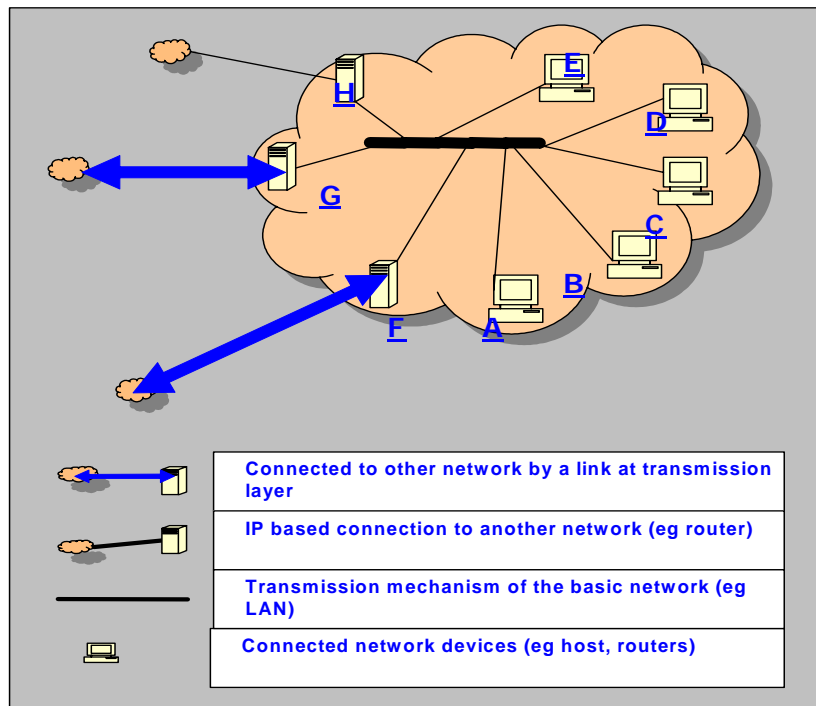 E
H
D
G
C
B
F
A
Connected to other network by a link at transmission
layer
IP based connection to another network (eg router)
Transmission mechanism of the basic network (eg
LAN)
Connected network devices (eg host, routers)